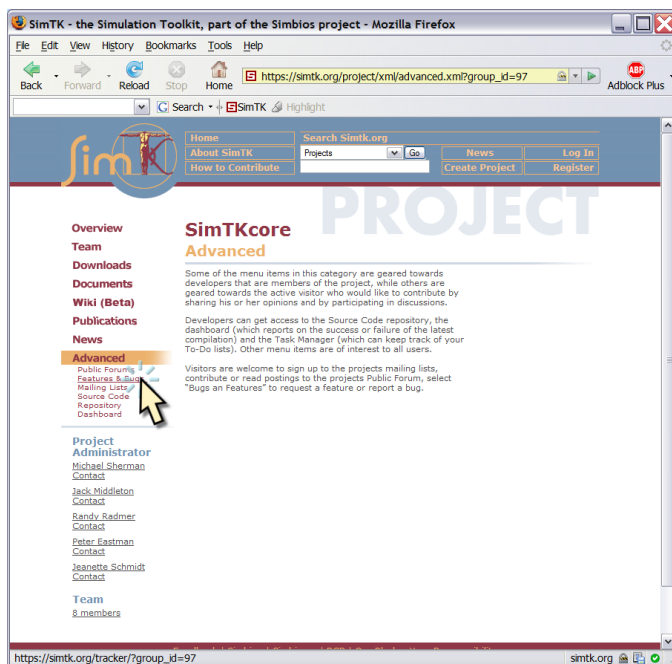 SimTK - the Simulation Toolkit, part of the Simbios project - Mozilla Firefox
File Edit View History Bookmarks Tools Help
Back Forward Reload Stop Home https://simtk.org/project/xml/advanced.xml?group_id=97 ABP Adblock Plus
G Search SimTK Highlight
SimTK
Home Search Simtk.org
About SimTK Projects Go News Log In
How to Contribute Create Project Register
PROJECT
Overview
Team
Downloads
Documents
Wiki (Beta)
Publications
News
Advanced
Public Forums
Features & Bugs
Mailing Lists
Source Code
Repository
Dashboard
Project
Administrator
Michael Sherman
Contact
Jack Middleton
Contact
Randy Radmer
Contact
Peter Eastman
Contact
Jeanette Schmidt
Contact
Team
8 members
SimTKcore
Advanced
Some of the menu items in this category are geared towards
developers that are members of the project, while others are
geared towards the active visitor who would like to contribute by
sharing his or her opinions and by participating in discussions.
Developers can get access to the Source Code repository, the
dashboard (which reports on the success or failure of the latest
compilation) and the Task Manager (which can keep track of your
To-Do lists). Other menu items are of interest to all users.
Visitors are welcome to sign up to the projects mailing lists,
contribute or read postings to the projects Public Forum, select
"Bugs an Features" to request a feature or report a bug.
https://simtk.org/tracker/?group_id=97 simtk.org